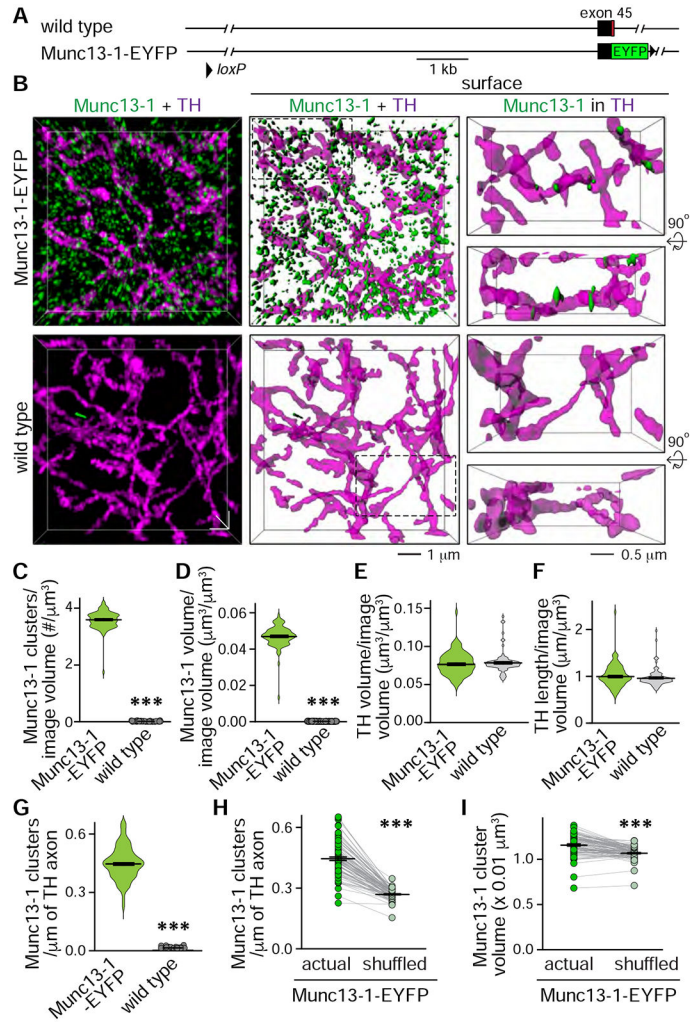 A
wild type
exon 45
Munc13-1-EYFP
EYFP
loxP
1 kb
B
surface
Munc13-1 + TH
Munc13-1 + TH
Munc13-1 in TH
Munc13-1-EYFP
90°
wild type
90°
1 μm
0.5 μm
C
Munc13-1 clusters/
image volume (#/μm³)
4
2
0
***
Munc13-1
-EYFP
wild type
D
Munc13-1 volume/
image volume (μm³/μm³)
0.06
0.04
0.02
0.00
***
Munc13-1
-EYFP
wild type
E
TH volume/image
volume (μm³/μm³)
0.15
0.10
0.05
0.00
Munc13-1
-EYFP
wild type
F
TH length/image
volume (μm/μm³)
2
1
0
Munc13-1
-EYFP
wild type
G
Munc13-1 clusters
/μm of TH axon
0.6
0.3
0.0
***
Munc13-1
-EYFP
wild type
H
Munc13-1 clusters
/μm of TH axon
0.6
0.3
0.0
***
actual
shuffled
Munc13-1-EYFP
I
Munc13-1 cluster
volume (x 0.01 μm³)
1.0
0.5
0.0
***
actual
shuffled
Munc13-1-EYFP